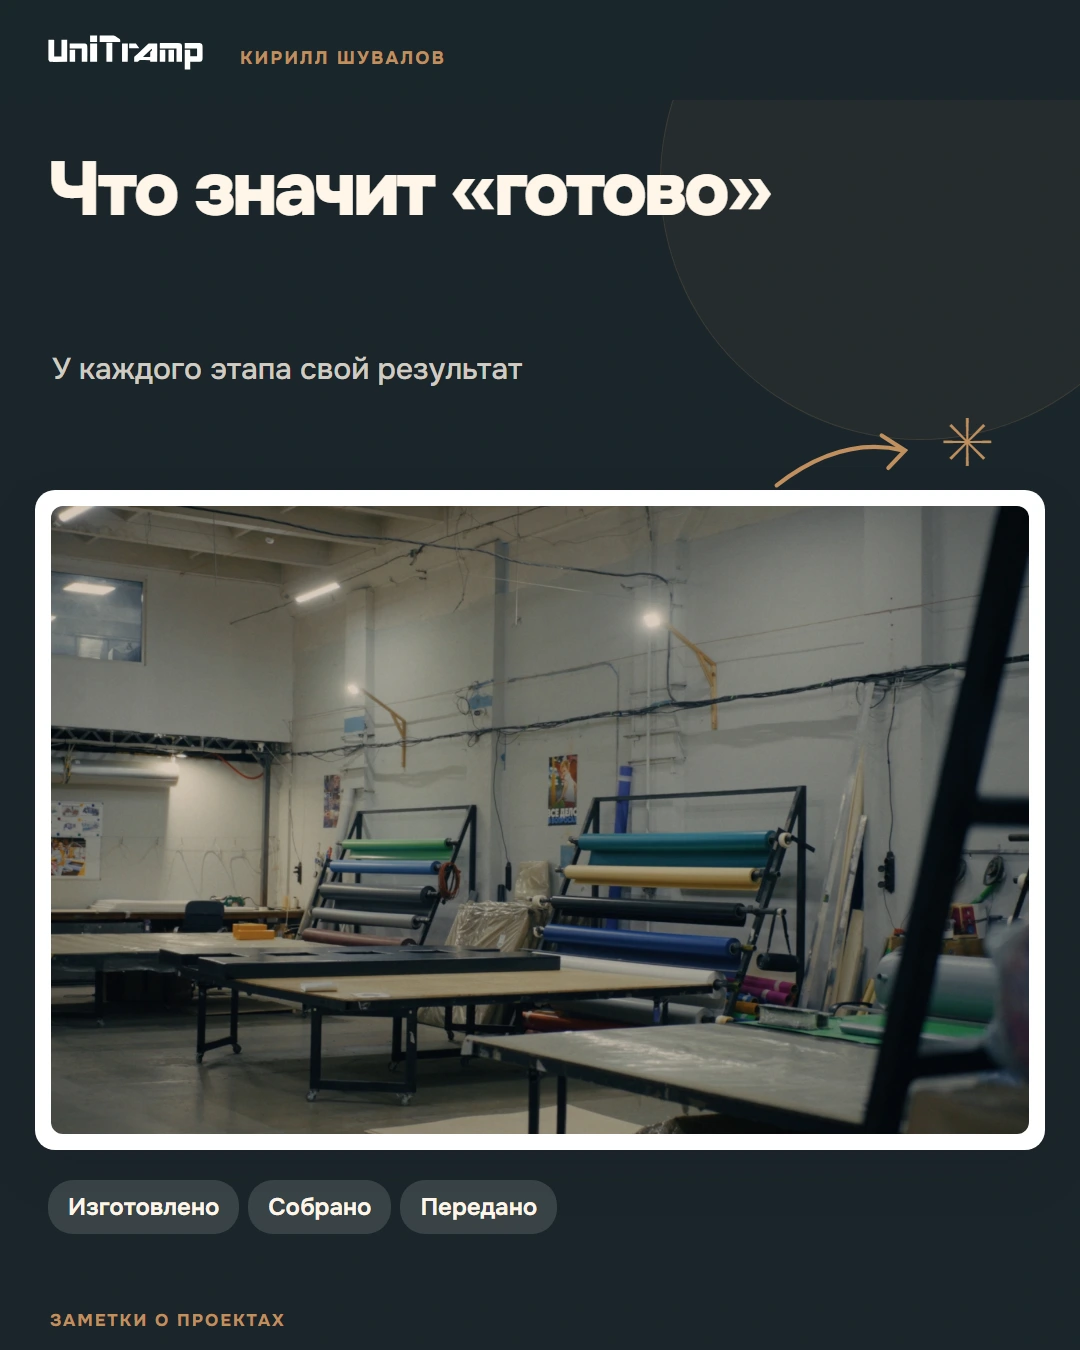 UniTramp
КИРИЛЛ ШУВАЛОВ
Что значит «готово»
У каждого этапа свой результат
Изготовлено
Собрано
Передано
ЗАМЕТКИ О ПРОЕКТАХ